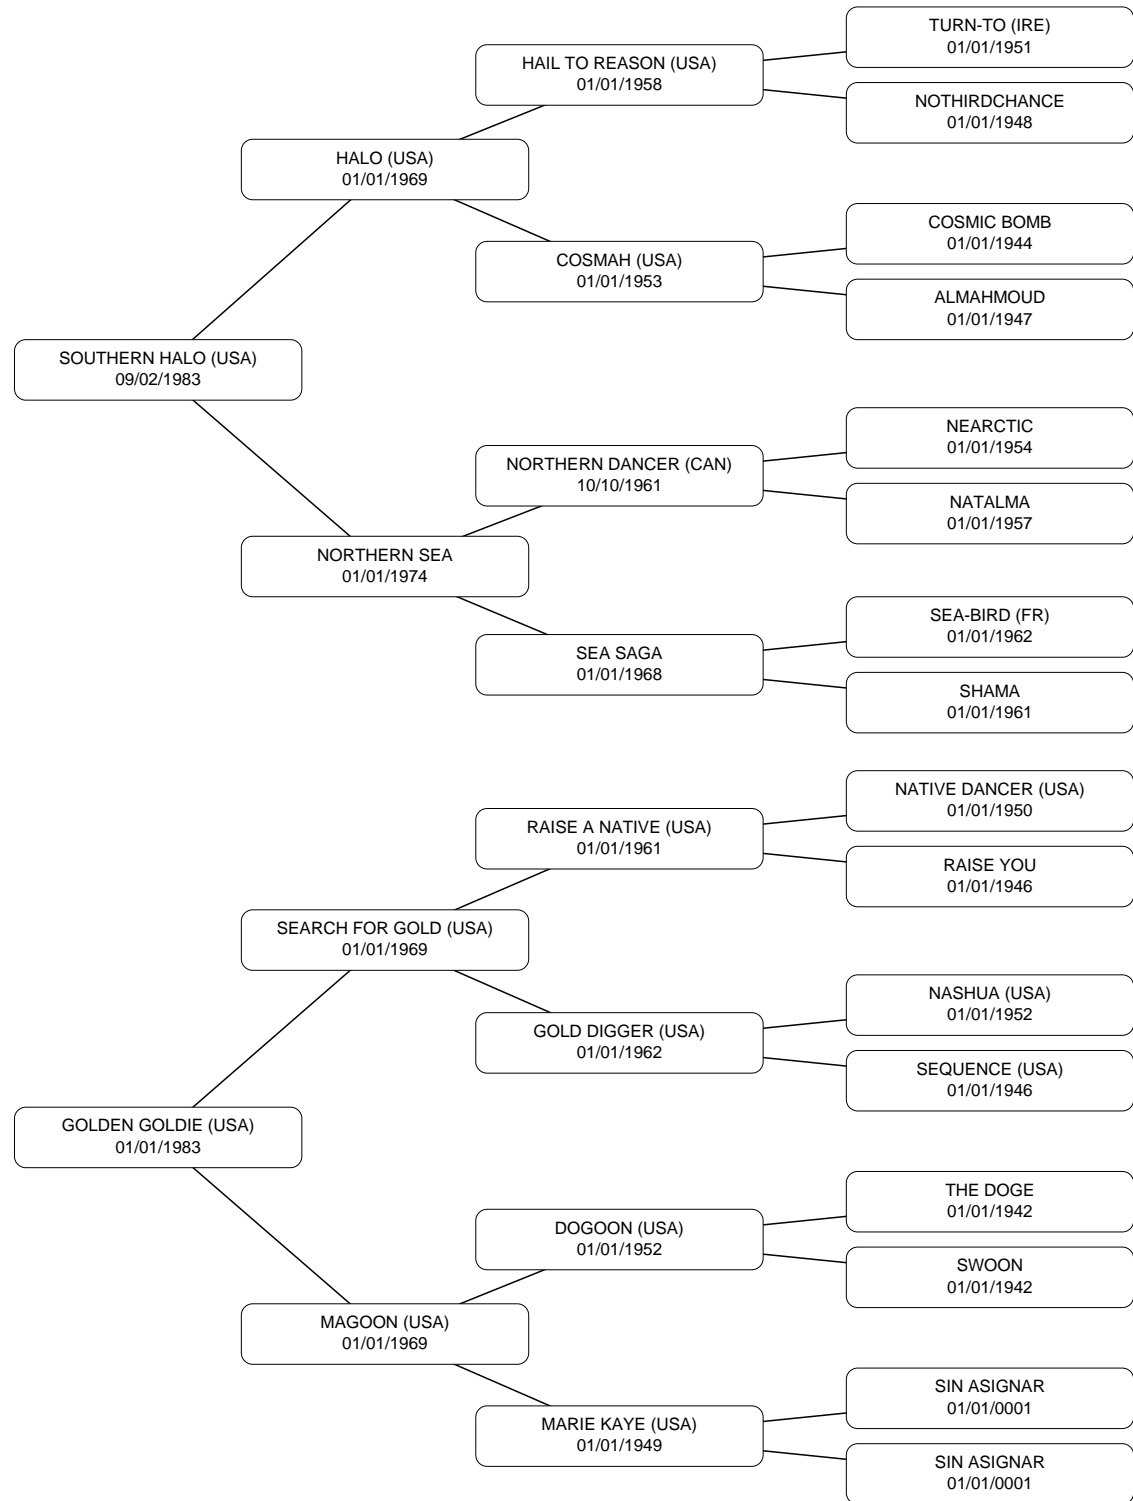 TURN-TO (IRE)
01/01/1951
HAIL TO REASON (USA)
01/01/1958
NOTHIRDCHANCE
01/01/1948
HALO (USA)
01/01/1969
COSMIC BOMB
01/01/1944
COSMAH (USA)
01/01/1953
ALMAHMOUD
01/01/1947
SOUTHERN HALO (USA)
09/02/1983
NEARCTIC
01/01/1954
NORTHERN DANCER (CAN)
10/10/1961
NATALMA
01/01/1957
NORTHERN SEA
01/01/1974
SEA-BIRD (FR)
01/01/1962
SEA SAGA
01/01/1968
SHAMA
01/01/1961
NATIVE DANCER (USA)
01/01/1950
RAISE A NATIVE (USA)
01/01/1961
RAISE YOU
01/01/1946
SEARCH FOR GOLD (USA)
01/01/1969
NASHUA (USA)
01/01/1952
GOLD DIGGER (USA)
01/01/1962
SEQUENCE (USA)
01/01/1946
GOLDEN GOLDIE (USA)
01/01/1983
THE DOGE
01/01/1942
DOGOON (USA)
01/01/1952
SWOON
01/01/1942
MAGOON (USA)
01/01/1969
SIN ASIGNAR
01/01/0001
MARIE KAYE (USA)
01/01/1949
SIN ASIGNAR
01/01/0001